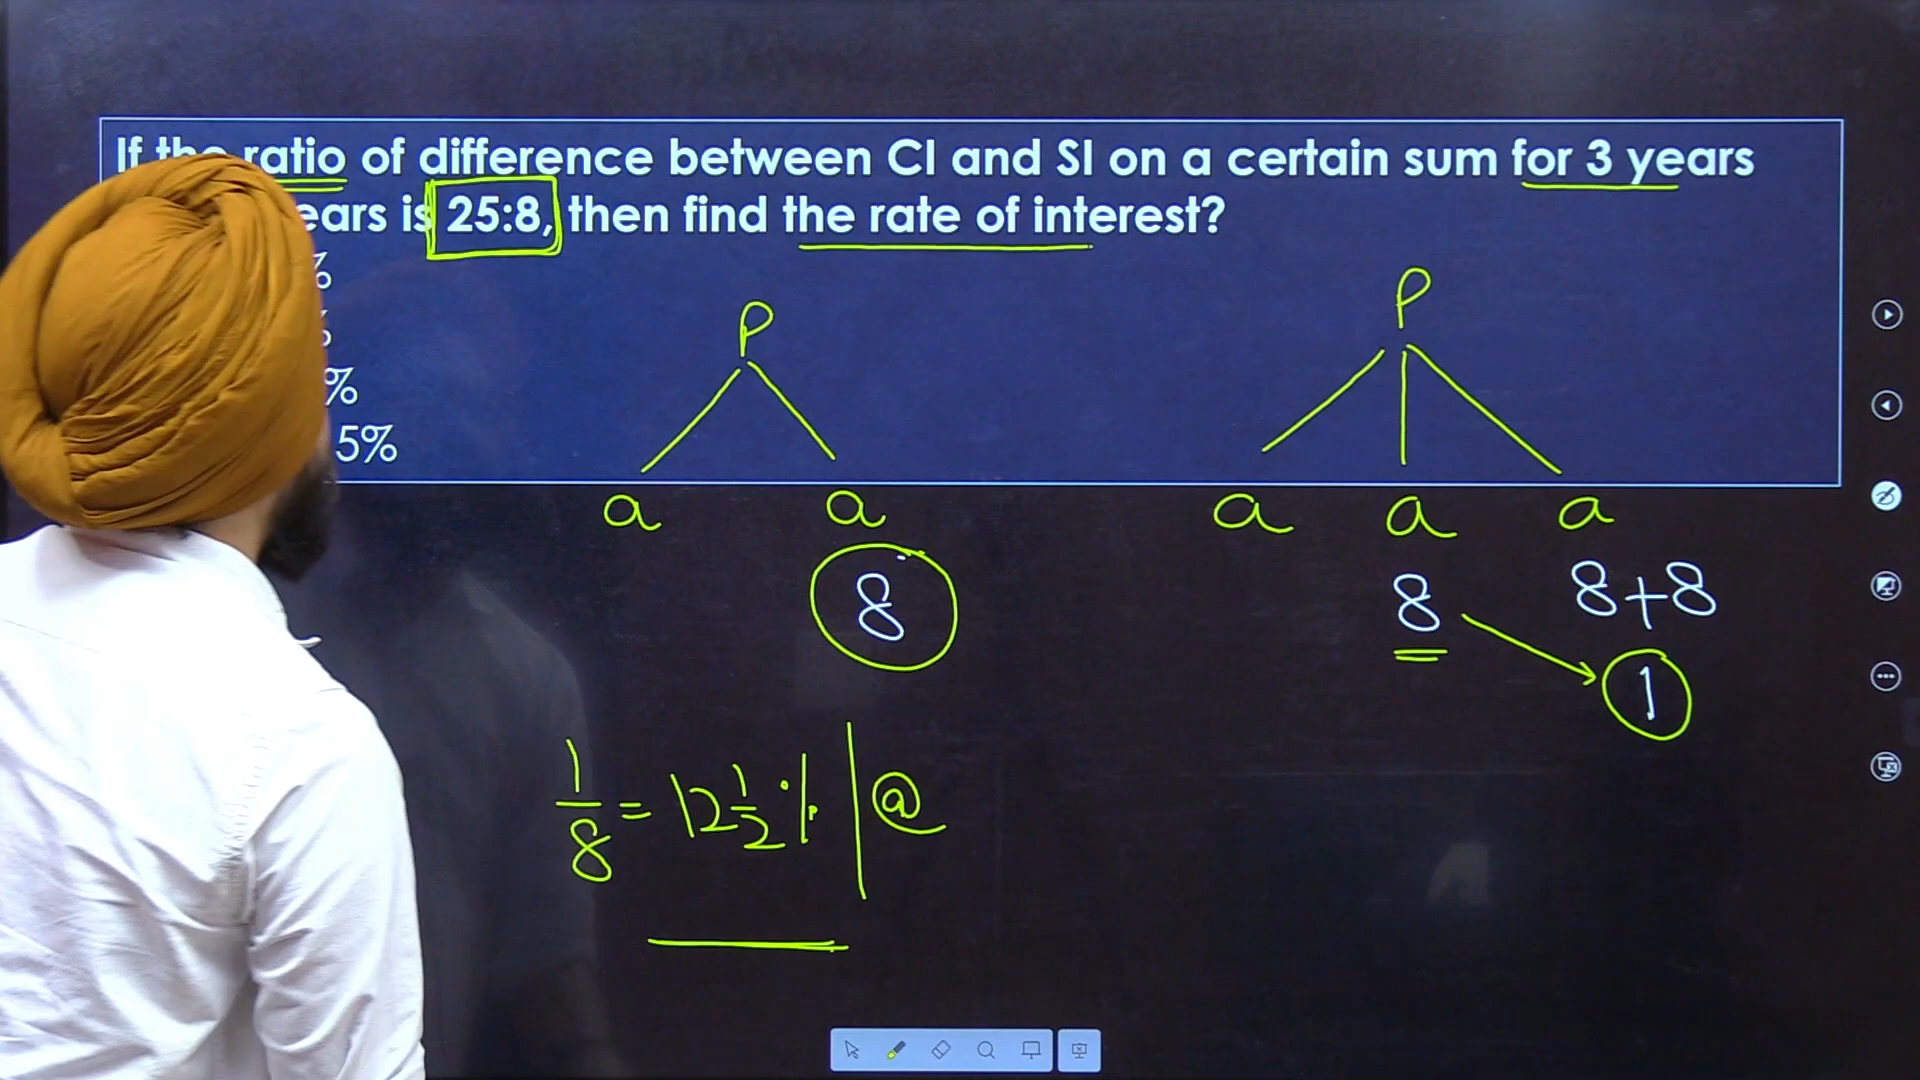 If the ratio of difference between CI and SI on a certain sum for 3 years
ears is 25:8, then find the rate of interest?
%
%
%
5%
P
P
a a
a a a
8
8 8+8
1
1/8 = 12 1/2 % @